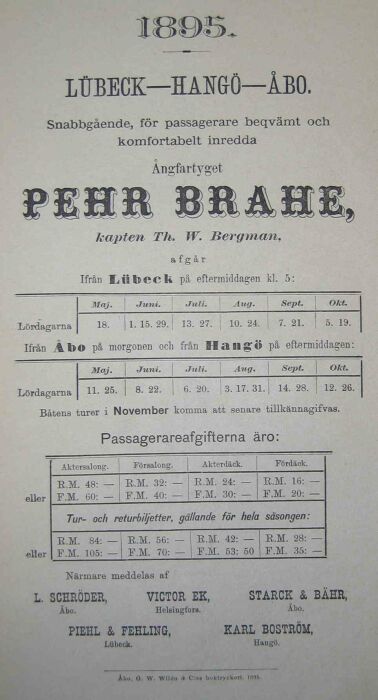 1895.
LÜBECK—HANGÖ—ÅBO.
Snabbgående, för passagerare beqvämt och
komfortabelt inredda
Ångfartyget
PEHR BRAHE,
kapten Th. W. Bergman,
afgår
Ifrån Lübeck på eftermiddagen kl. 5:
Maj. Juni. Juli. Aug. Sept. Okt.
Lördagarna 18. 1. 15. 29. 13. 27. 10. 24. 7. 21. 5. 19.
Ifrån Åbo på morgonen och från Hangö på eftermiddagen:
Maj. Juni. Juli. Aug. Sept. Okt.
Lördagarna 11. 25. 8. 22. 6. 20. 3. 17. 31. 14. 28. 12. 26.
Båtens turer i November komma att senare tillkännagifvas.
Passagerareafgifterna äro:
Aktersalong. Försalong. Akterdäck. Fördäck.
R.M. 48: — R.M. 32: — R.M. 24: — R.M. 16: —
eller F.M. 60: — F.M. 40: — F.M. 30: — F.M. 20: —
Tur- och returbiljetter, gällande för hela säsongen:
R.M. 84: — R.M. 56: — R.M. 42: — R.M. 28: —
eller F.M. 105: — F.M. 70: — F.M. 53: 50 F.M. 35: —
Närmare meddelas af
L. SCHRÖDER, VICTOR EK, STARCK & BÄHR,
Åbo. Helsingfors. Åbo.
PIEHL & FEHLING, KARL BOSTRÖM,
Lübeck. Hangö.
Åbo, G. W. Wilén & C:os boktryckeri, 1895.